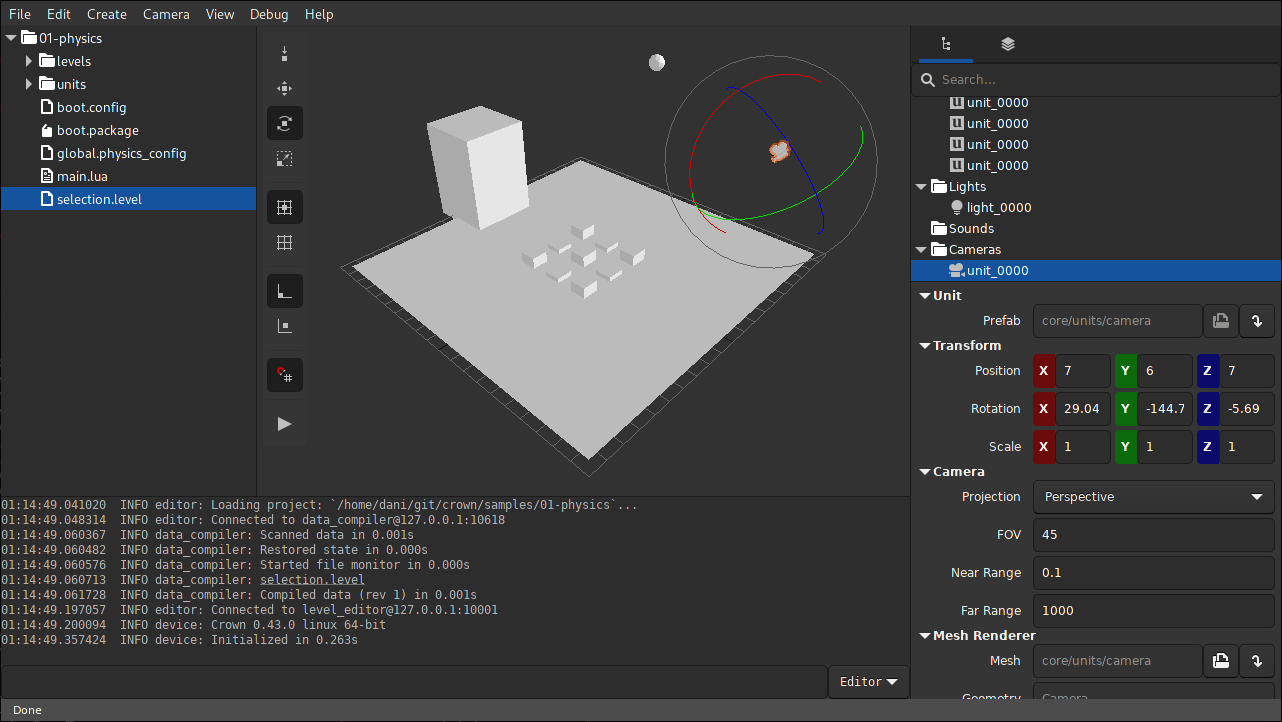 File Edit Create Camera View Debug Help
01-physics
levels
units
boot.config
boot.package
global.physics_config
main.lua
selection.level
Search...
unit_0000
unit_0000
unit_0000
unit_0000
Lights
light_0000
Sounds
Cameras
unit_0000
Unit
Prefab core/units/camera
Transform
Position X 7 Y 6 Z 7
Rotation X 29.04 Y -144.7 Z -5.69
Scale X 1 Y 1 Z 1
Camera
Projection Perspective
FOV 45
Near Range 0.1
Far Range 1000
Mesh Renderer
Mesh core/units/camera
Geometry Camera
01:14:49.041020 INFO editor: Loading project: `/home/dani/git/crown/samples/01-physics`...
01:14:49.048314 INFO editor: Connected to data_compiler@127.0.0.1:10618
01:14:49.060367 INFO data_compiler: Scanned data in 0.001s
01:14:49.060482 INFO data_compiler: Restored state in 0.000s
01:14:49.060576 INFO data_compiler: Started file monitor in 0.000s
01:14:49.060713 INFO data_compiler: selection.level
01:14:49.061728 INFO data_compiler: Compiled data (rev 1) in 0.001s
01:14:49.197057 INFO editor: Connected to level_editor@127.0.0.1:10001
01:14:49.200094 INFO device: Crown 0.43.0 linux 64-bit
01:14:49.357424 INFO device: Initialized in 0.263s
Editor
Done